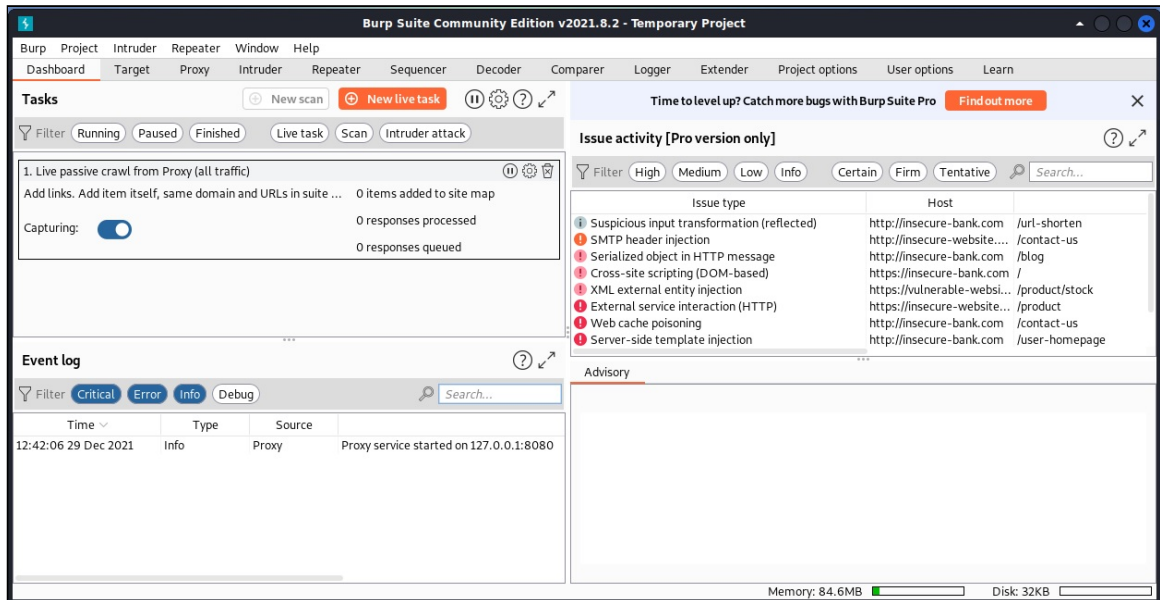 Burp Suite Community Edition v2021.8.2 - Temporary Project
Burp Project Intruder Repeater Window Help
Dashboard Target Proxy Intruder Repeater Sequencer Decoder Comparer Logger Extender Project options User options Learn
Tasks New scan New live task
Filter Running Paused Finished Live task Scan Intruder attack
1. Live passive crawl from Proxy (all traffic)
Add links. Add item itself, same domain and URLs in suite ... 0 items added to site map
0 responses processed
Capturing:
0 responses queued
Event log
Filter Critical Error Info Debug Search...
Time Type Source
12:42:06 29 Dec 2021 Info Proxy Proxy service started on 127.0.0.1:8080
Time to level up? Catch more bugs with Burp Suite Pro Find out more
Issue activity [Pro version only]
Filter High Medium Low Info Certain Firm Tentative Search...
Issue type Host
Suspicious input transformation (reflected) http://insecure-bank.com /url-shorten
SMTP header injection http://insecure-website.... /contact-us
Serialized object in HTTP message http://insecure-bank.com /blog
Cross-site scripting (DOM-based) https://insecure-bank.com /
XML external entity injection https://vulnerable-websi... /product/stock
External service interaction (HTTP) https://insecure-website... /product
Web cache poisoning http://insecure-bank.com /contact-us
Server-side template injection http://insecure-bank.com /user-homepage
Advisory
Memory: 84.6MB Disk: 32KB